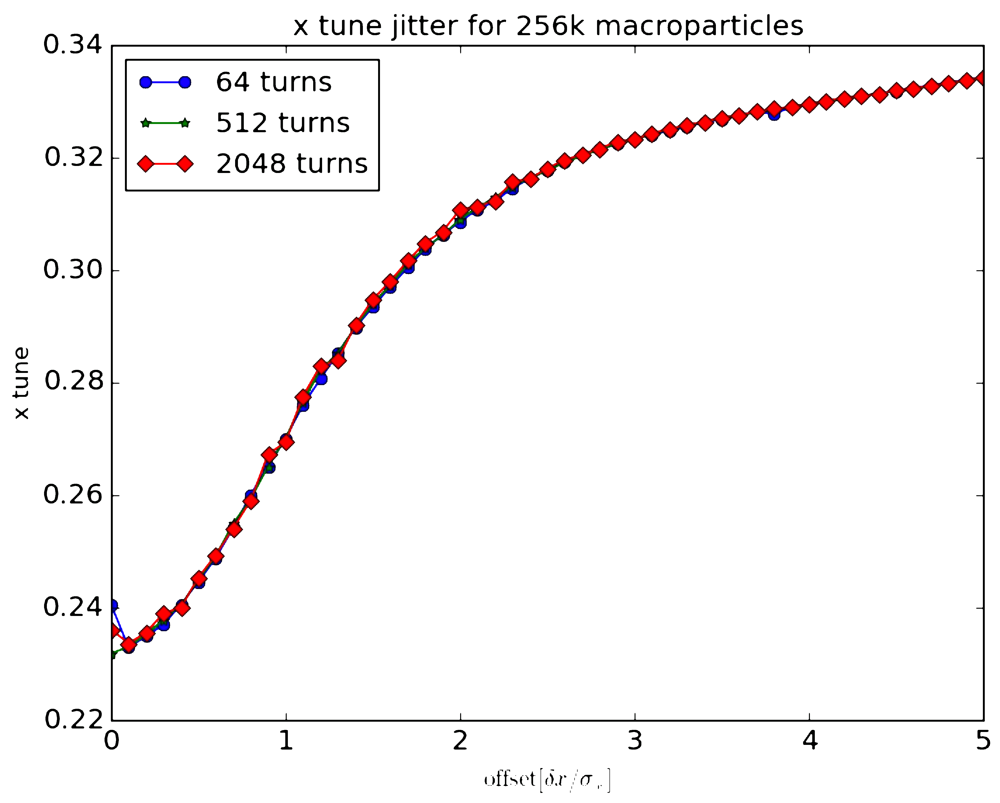 x tune jitter for 256k macroparticles
0.34
0.32
0.30
0.28
0.26
0.24
0.22
x tune
64 turns
512 turns
2048 turns
0 1 2 3 4 5
offset[δx/σ